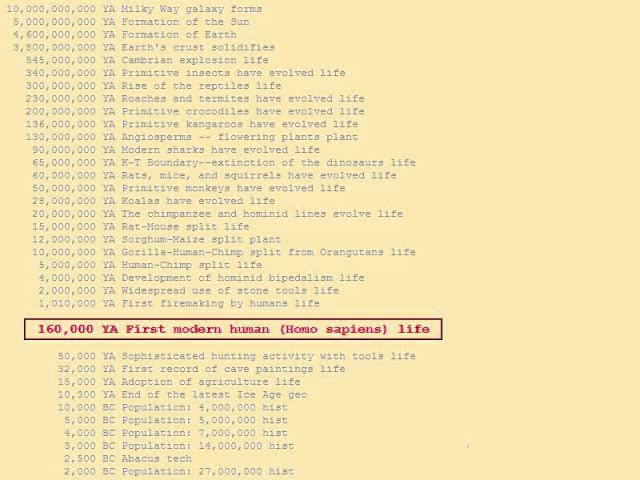 10,000,000,000 YA Milky Way galaxy forms
5,000,000,000 YA Formation of the Sun
4,600,000,000 YA Formation of Earth
3,800,000,000 YA Earth's crust solidifies
545,000,000 YA Cambrian explosion life
340,000,000 YA Primitive insects have evolved life
300,000,000 YA Rise of the reptiles life
230,000,000 YA Roaches and termites have evolved life
200,000,000 YA Primitive crocodiles have evolved life
136,000,000 YA Primitive kangaroos have evolved life
130,000,000 YA Angiosperms -- flowering plants plant
90,000,000 YA Modern sharks have evolved life
65,000,000 YA K-T Boundary--extinction of the dinosaurs life
60,000,000 YA Rats, mice, and squirrels have evolved life
50,000,000 YA Primitive monkeys have evolved life
28,000,000 YA Koalas have evolved life
20,000,000 YA The chimpanzee and hominid lines evolve life
15,000,000 YA Rat-Mouse split life
12,000,000 YA Sorghum-Maize split plant
10,000,000 YA Gorilla-Human-Chimp split from Orangutans life
5,000,000 YA Human-Chimp split life
4,000,000 YA Development of hominid bipedalism life
2,000,000 YA Widespread use of stone tools life
1,010,000 YA First firemaking by humans life
160,000 YA First modern human (Homo sapiens) life
50,000 YA Sophisticated hunting activity with tools life
32,000 YA First record of cave paintings life
15,000 YA Adoption of agriculture life
10,300 YA End of the latest Ice Age geo
10,000 BC Population: 4,000,000 hist
5,000 BC Population: 5,000,000 hist
4,000 BC Population: 7,000,000 hist
3,000 BC Population: 14,000,000 hist
2,500 BC Abacus tech
2,000 BC Population: 27,000,000 hist